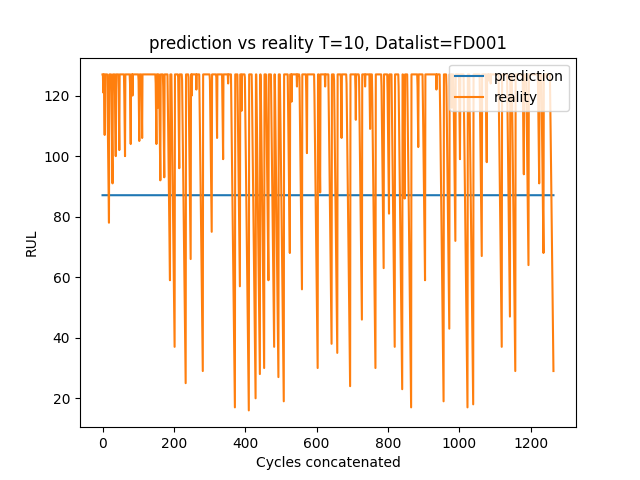 prediction vs reality T=10, Datalist=FD001
prediction
reality
RUL
120
100
80
60
40
20
0 200 400 600 800 1000 1200
Cycles concatenated